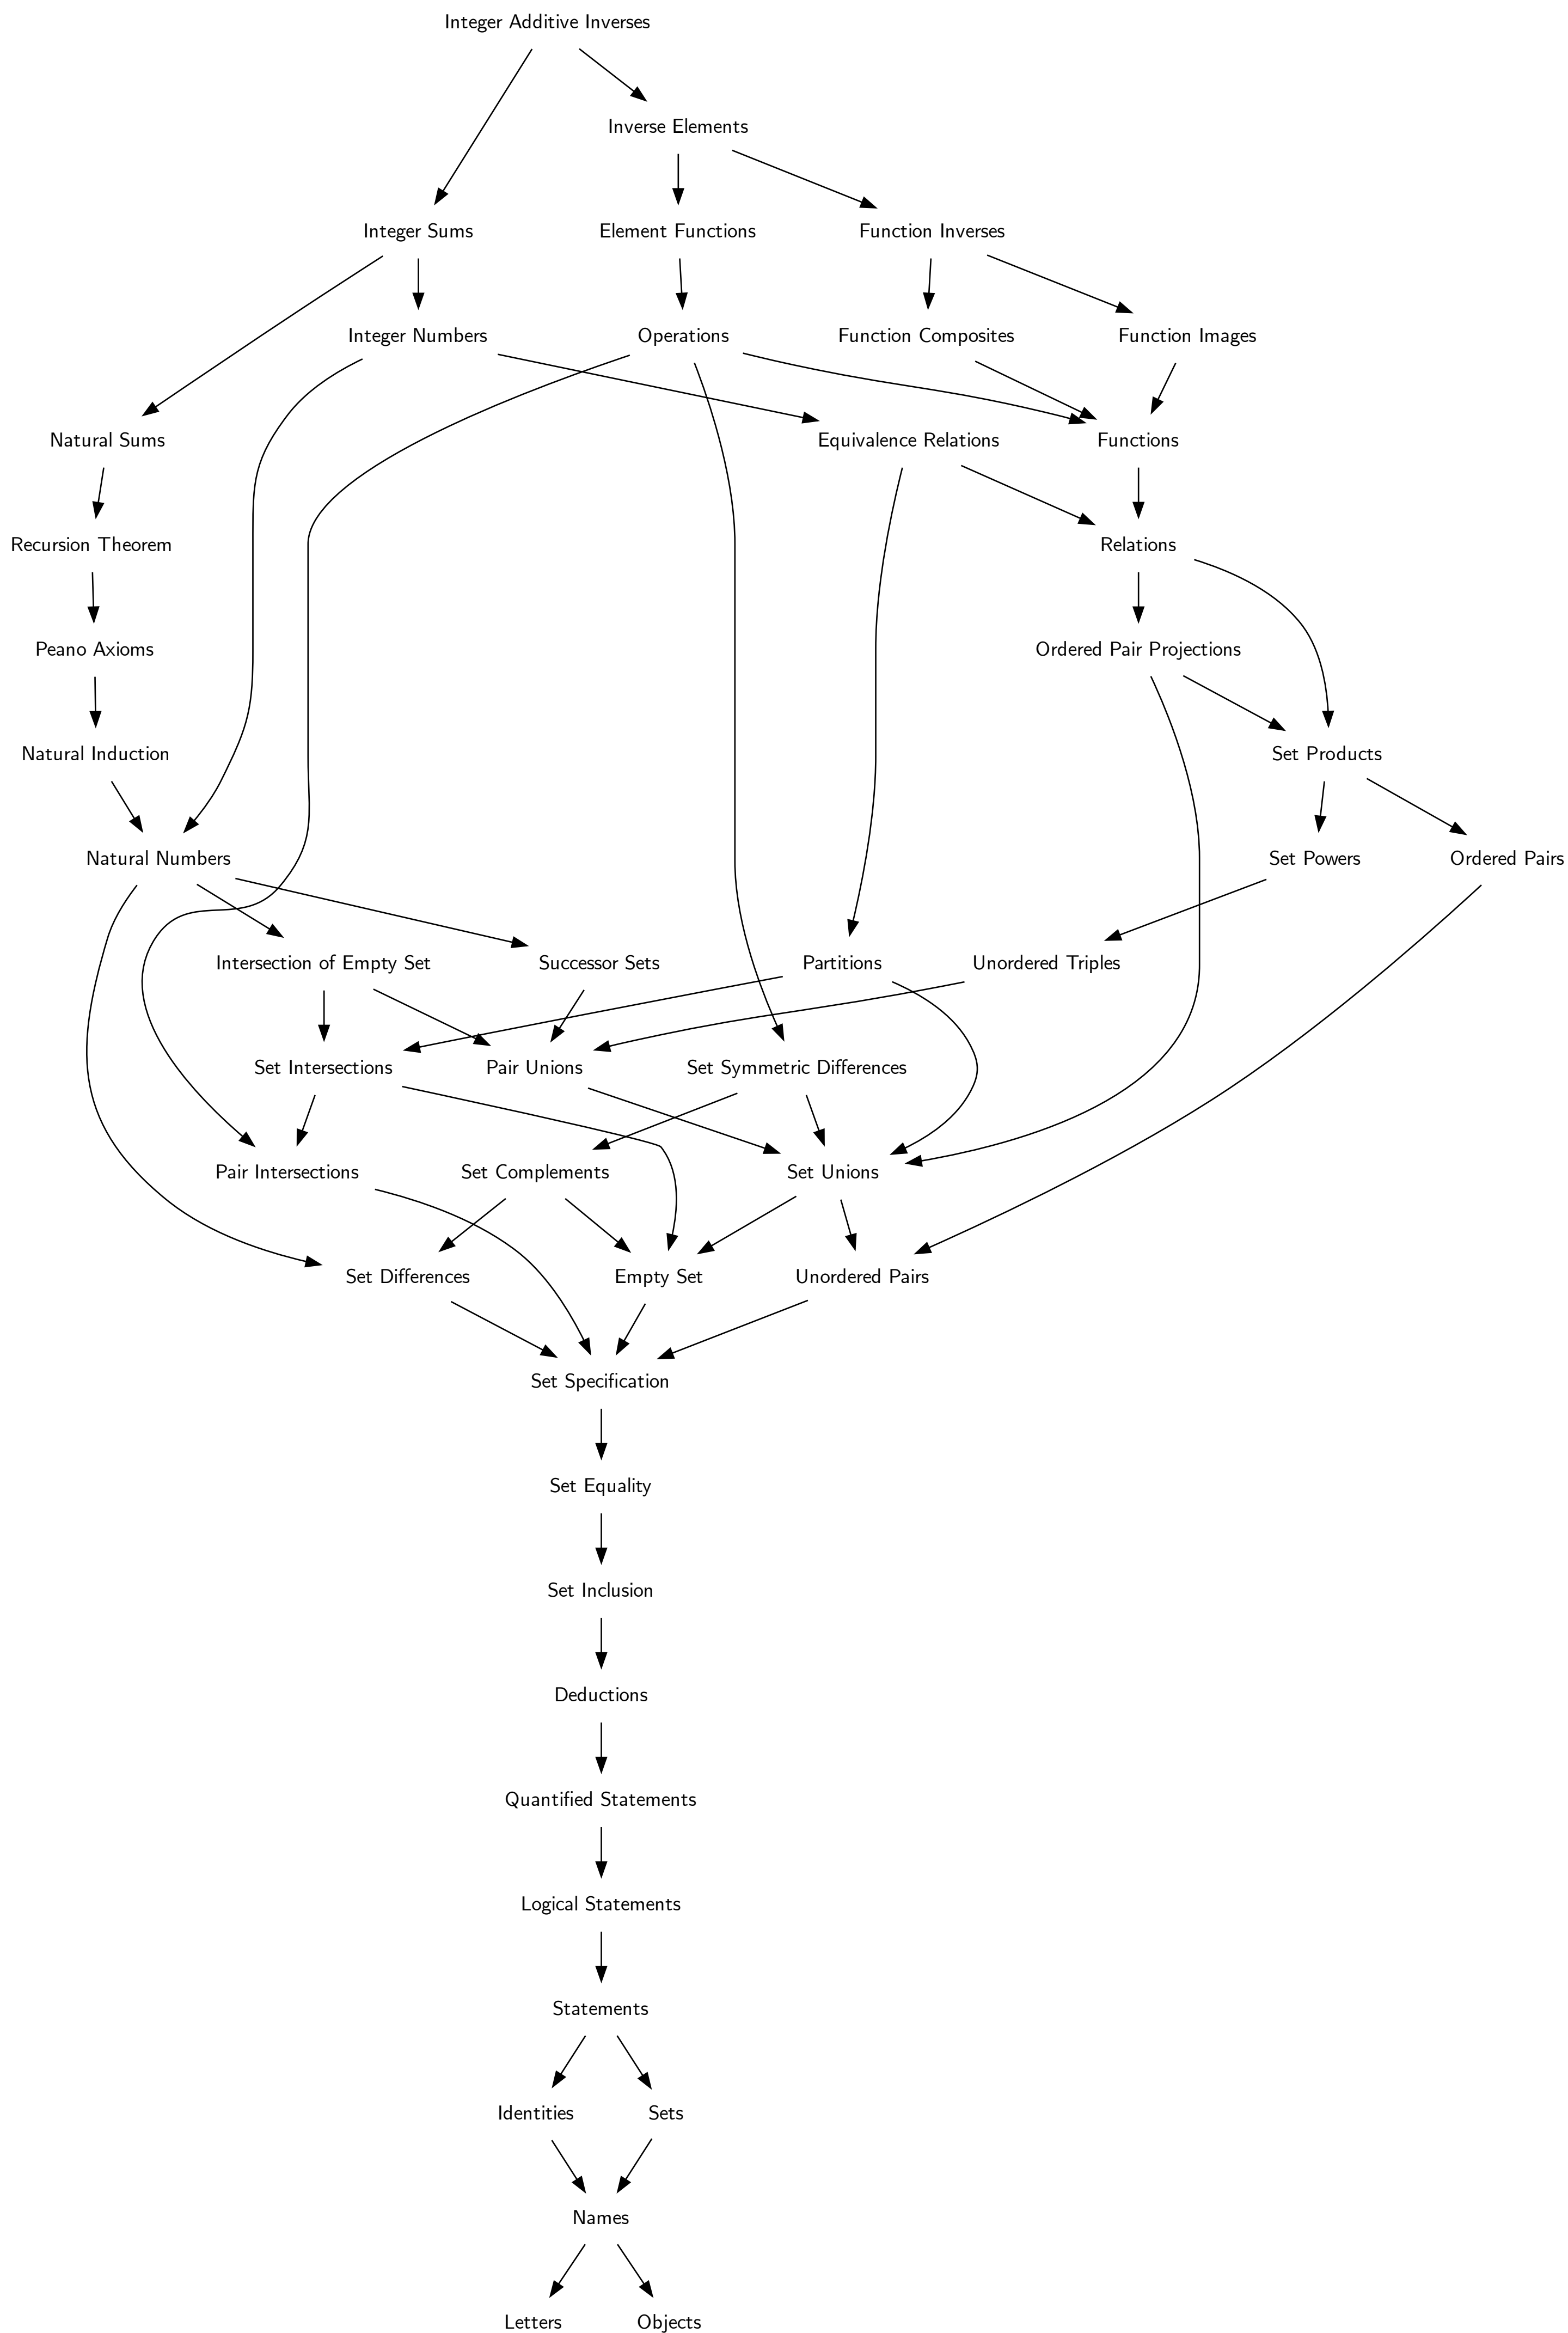 Integer Additive Inverses
Inverse Elements
Integer Sums
Element Functions
Function Inverses
Integer Numbers
Operations
Function Composites
Function Images
Natural Sums
Equivalence Relations
Functions
Recursion Theorem
Relations
Peano Axioms
Ordered Pair Projections
Natural Induction
Set Products
Natural Numbers
Set Powers
Ordered Pairs
Intersection of Empty Set
Successor Sets
Partitions
Unordered Triples
Set Intersections
Pair Unions
Set Symmetric Differences
Pair Intersections
Set Complements
Set Unions
Set Differences
Empty Set
Unordered Pairs
Set Specification
Set Equality
Set Inclusion
Deductions
Quantified Statements
Logical Statements
Statements
Identities
Sets
Names
Letters
Objects